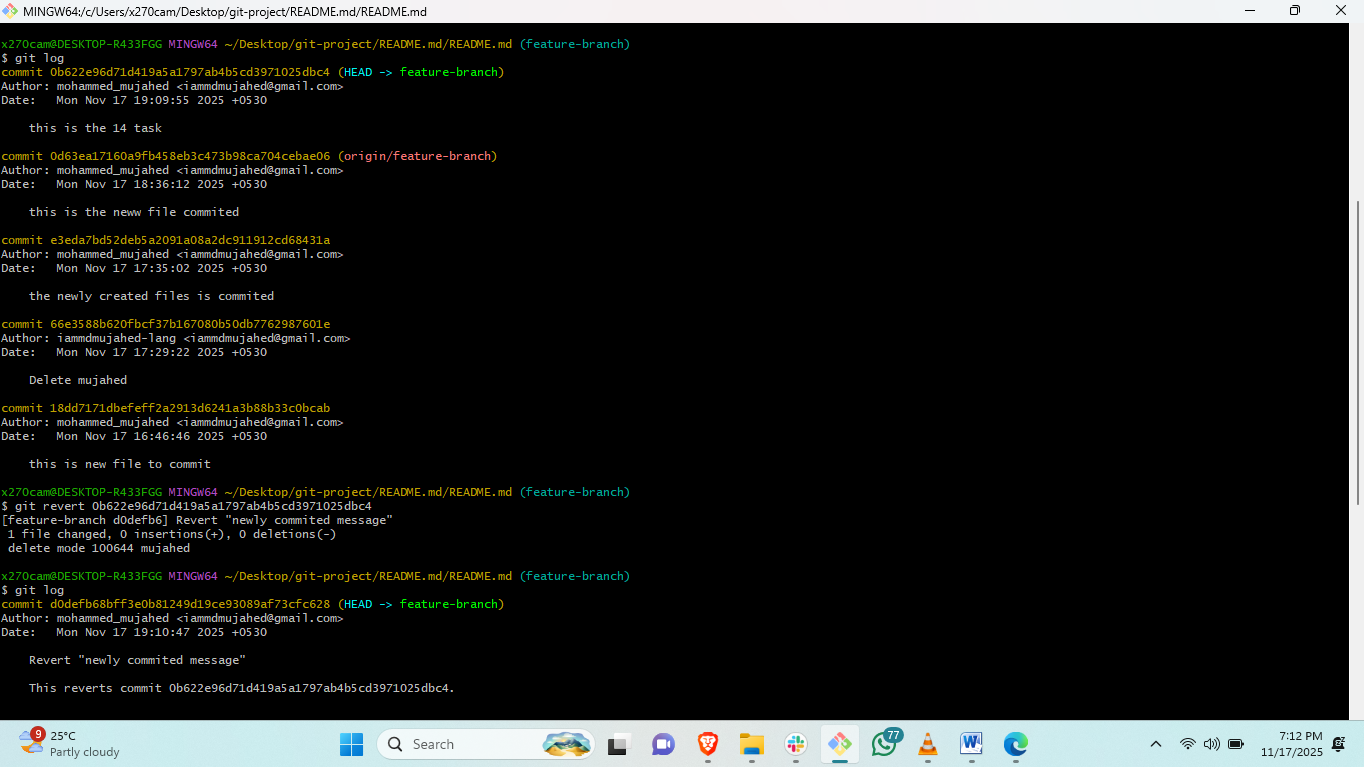 MINGW64:/c/Users/x270cam/Desktop/git-project/README.md/README.md
x270cam@DESKTOP-R433FGG MINGW64 ~/Desktop/git-project/README.md/README.md (feature-branch)
$ git log
commit 0b622e96d71d419a5a1797ab4b5cd3971025dbc4 (HEAD -> feature-branch)
Author: mohammed_mujahed <iammdmujahed@gmail.com>
Date:   Mon Nov 17 19:09:55 2025 +0530
this is the 14 task
commit 0d63ea17160a9fb458eb3c473b98ca704cebae06 (origin/feature-branch)
Author: mohammed_mujahed <iammdmujahed@gmail.com>
Date:   Mon Nov 17 18:36:12 2025 +0530
this is the neww file commited
commit e3eda7bd52deb5a2091a08a2dc911912cd68431a
Author: mohammed_mujahed <iammdmujahed@gmail.com>
Date:   Mon Nov 17 17:35:02 2025 +0530
the newly created files is commited
commit 66e3588b620fbcf37b167080b50db7762987601e
Author: iammdmujahed-lang <iammdmujahed@gmail.com>
Date:   Mon Nov 17 17:29:22 2025 +0530
Delete mujahed
commit 18dd7171dbefeff2a2913d6241a3b88b33c0bcab
Author: mohammed_mujahed <iammdmujahed@gmail.com>
Date:   Mon Nov 17 16:46:46 2025 +0530
this is new file to commit
x270cam@DESKTOP-R433FGG MINGW64 ~/Desktop/git-project/README.md/README.md (feature-branch)
$ git revert 0b622e96d71d419a5a1797ab4b5cd3971025dbc4
[feature-branch d0defb6] Revert "newly commited message"
1 file changed, 0 insertions(+), 0 deletions(-)
delete mode 100644 mujahed
x270cam@DESKTOP-R433FGG MINGW64 ~/Desktop/git-project/README.md/README.md (feature-branch)
$ git log
commit d0defb68bff3e0b81249d19ce93089af73cfc628 (HEAD -> feature-branch)
Author: mohammed_mujahed <iammdmujahed@gmail.com>
Date:   Mon Nov 17 19:10:47 2025 +0530
Revert "newly commited message"
This reverts commit 0b622e96d71d419a5a1797ab4b5cd3971025dbc4.
9
25°C
Partly cloudy
Search
77
7:12 PM
11/17/2025